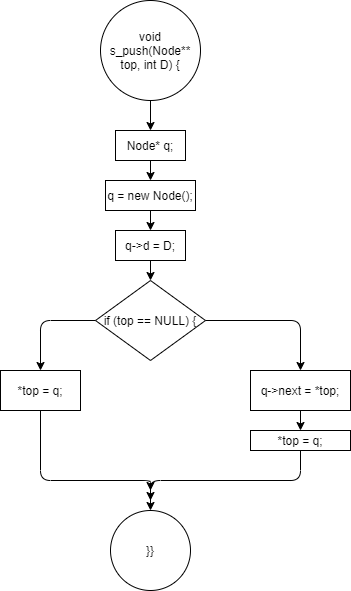 void
s_push(Node**
top, int D) {
Node* q;
q = new Node();
q->d = D;
if (top == NULL) {
*top = q;
q->next = *top;
*top = q;
}}